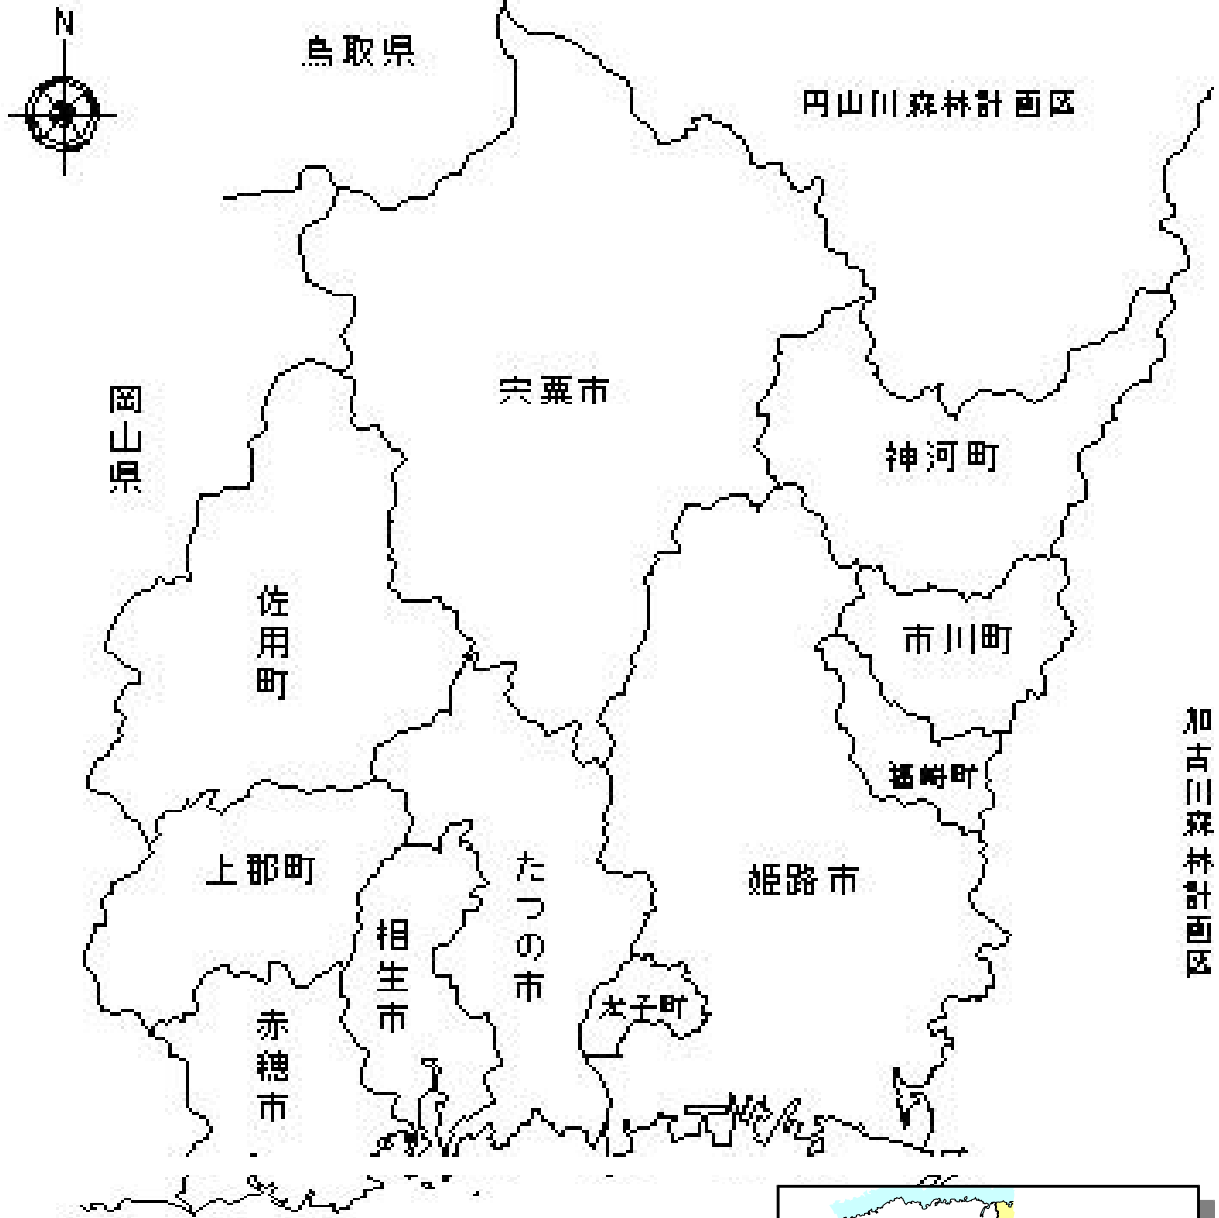 N
鳥取県
円山川森林計画区
岡山県
宍粟市
神河町
佐用町
市川町
加古川森林計画区
福崎町
上郡町
たつの市
姫路市
相生市
太子町
赤穂市